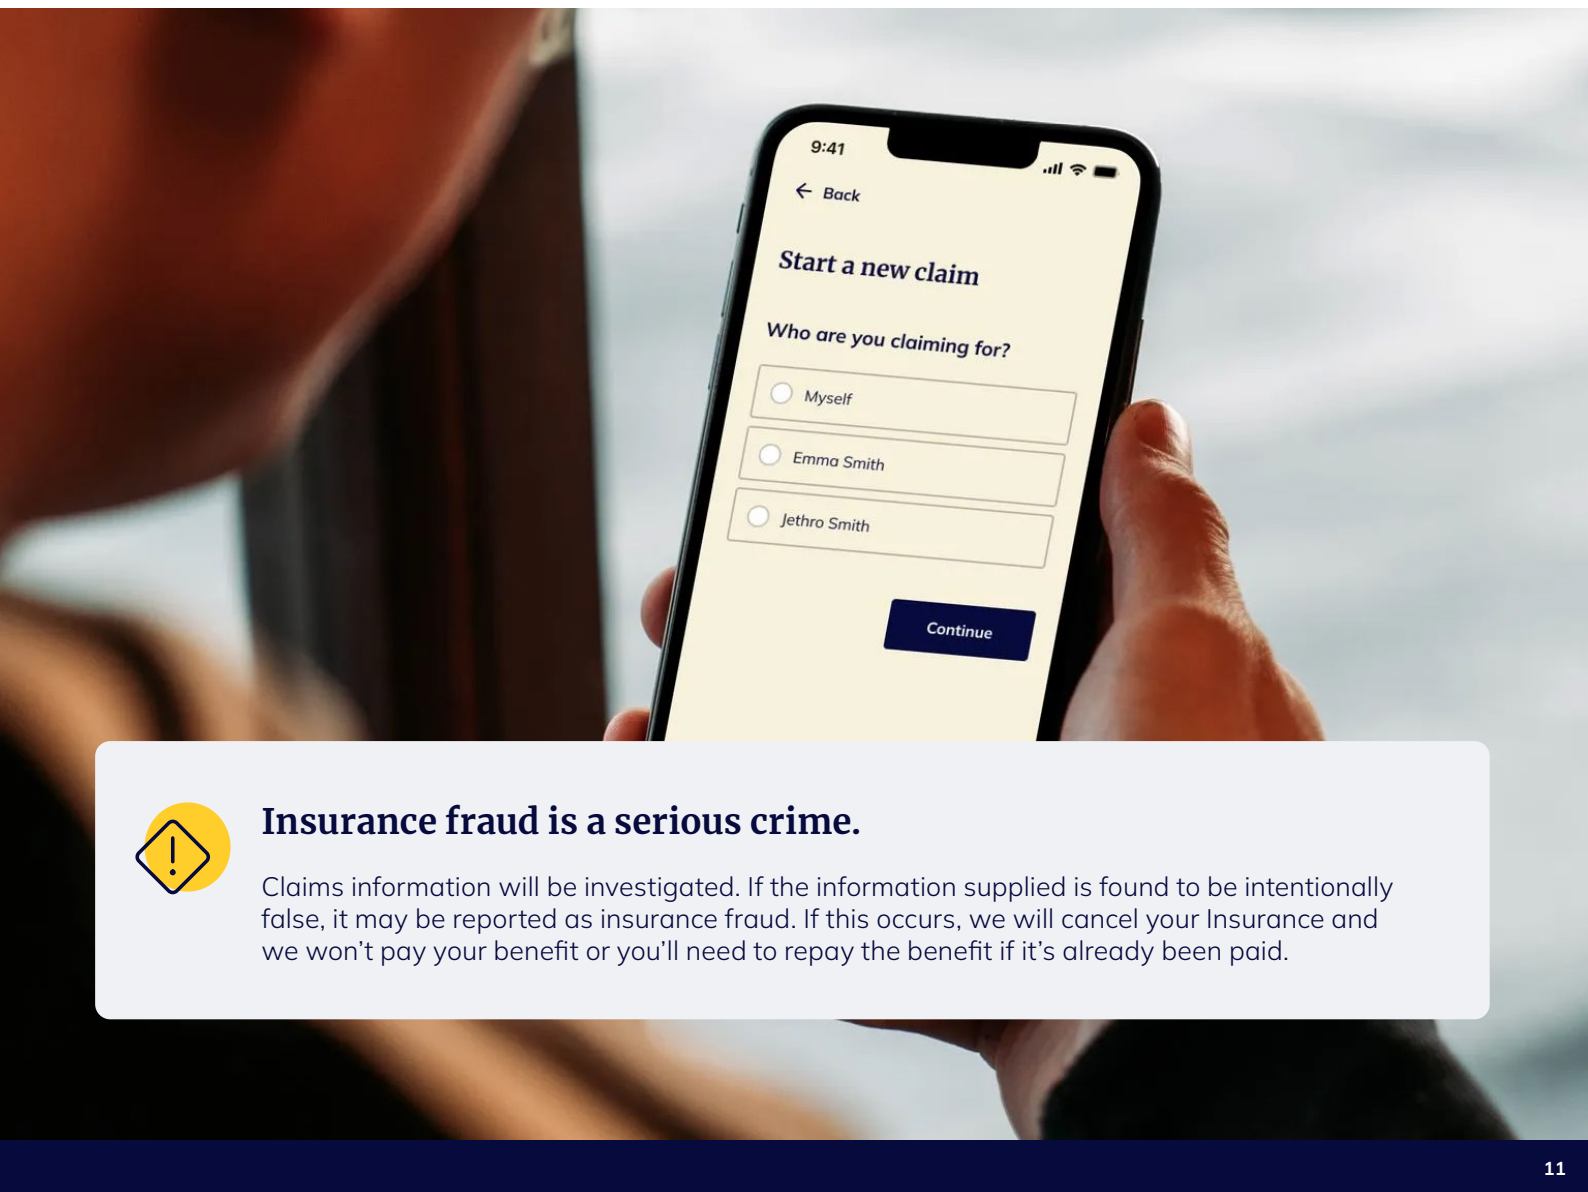 9:41
← Back
Start a new claim
Who are you claiming for?
Myself
Emma Smith
Jethro Smith
Continue
Insurance fraud is a serious crime.
Claims information will be investigated. If the information supplied is found to be intentionally
false, it may be reported as insurance fraud. If this occurs, we will cancel your Insurance and
we won’t pay your benefit or you’ll need to repay the benefit if it’s already been paid.
11